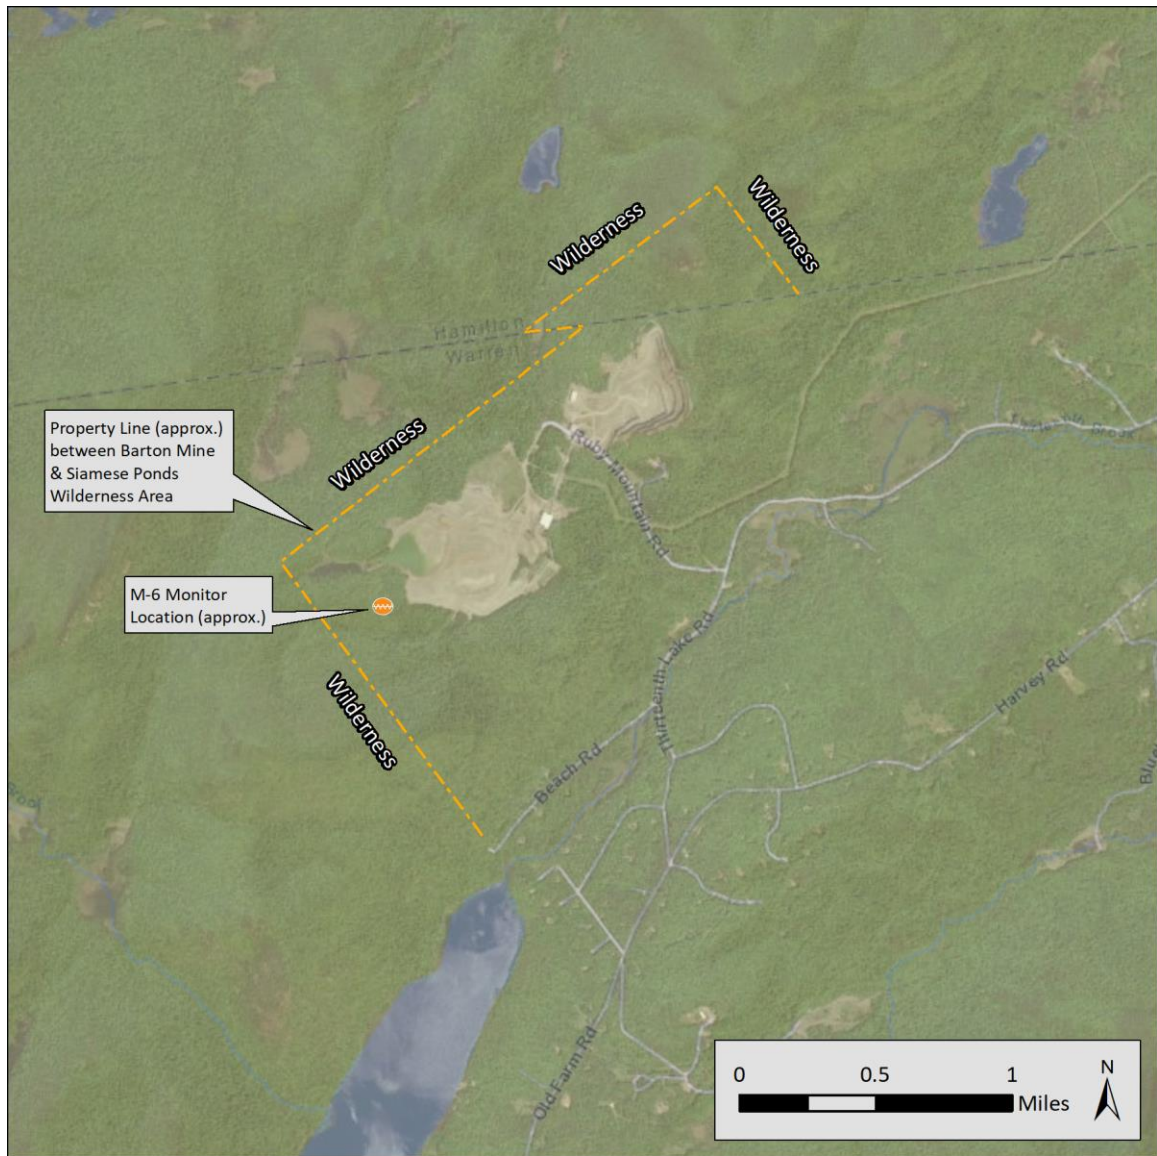 Wilderness
Wilderness
Hamilton
Warren
Wilderness
Property Line (approx.)
between Barton Mine
& Siamese Ponds
Wilderness Area
Ruby Mountain Rd
M-6 Monitor
Location (approx.)
Thirteenth Lake Rd
Harvey Rd
Wilderness
Beach Rd
Old Farm Rd
N
0 0.5 1
Miles